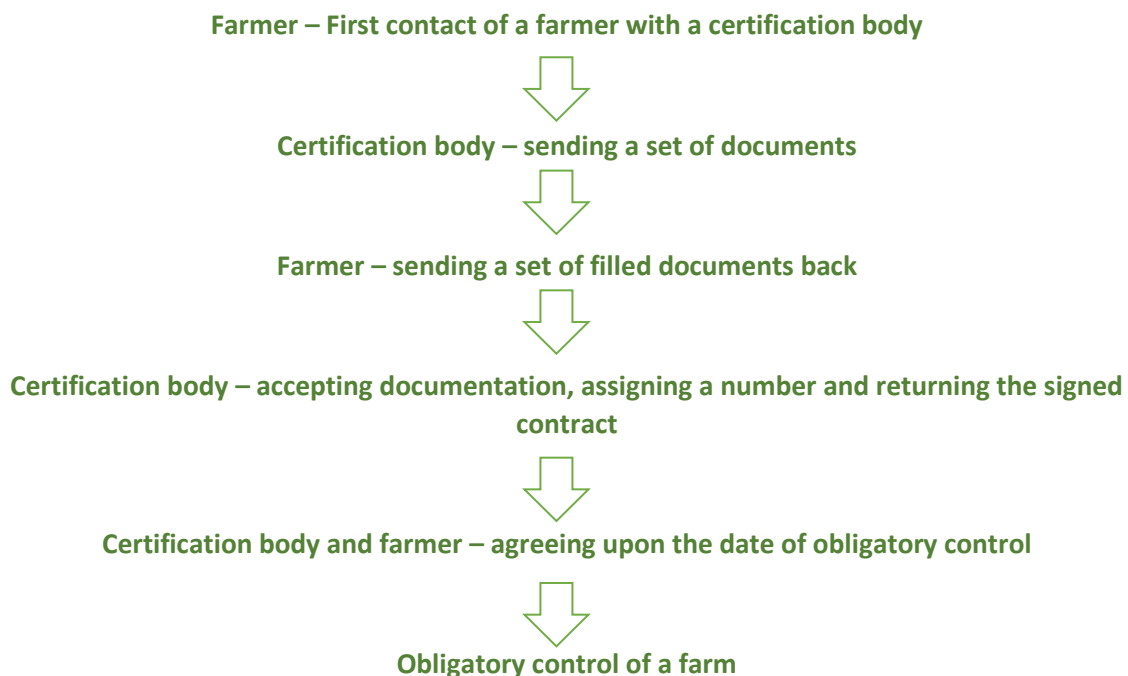 Farmer – First contact of a farmer with a certification body
Certification body – sending a set of documents
Farmer – sending a set of filled documents back
Certification body – accepting documentation, assigning a number and returning the signed
contract
Certification body and farmer – agreeing upon the date of obligatory control
Obligatory control of a farm